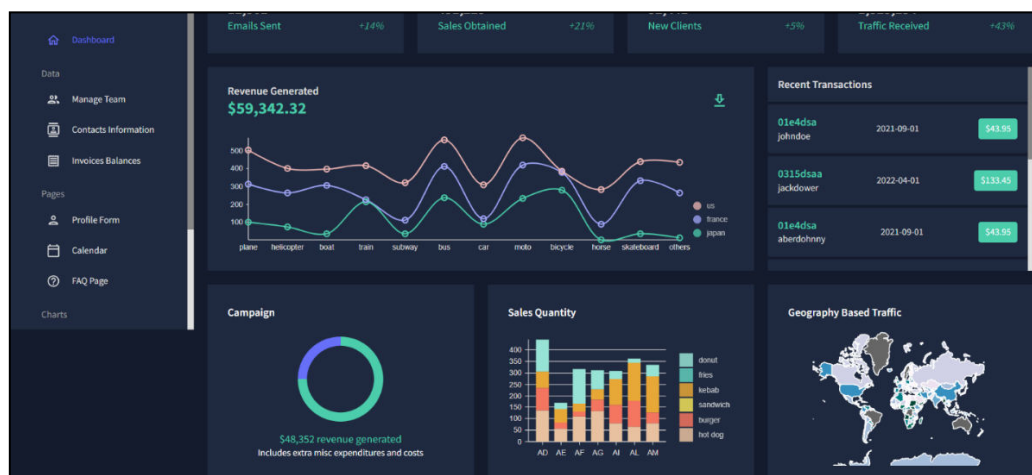 Dashboard
Emails Sent
+14%
Sales Obtained
+21%
New Clients
+5%
Traffic Received
+43%
Data
Manage Team
Contacts Information
Invoices Balances
Pages
Profile Form
Calendar
FAQ Page
Charts
Revenue Generated
$59,342.32
500
400
300
200
100
plane helicopter boat train subway bus car moto bicycle horse skateboard others
us
france
japan
Recent Transactions
01e4dsa
johndoe
2021-09-01
$43.95
0315dsaa
jackdower
2022-04-01
$133.45
01e4dsa
aberdohnny
2021-09-01
$43.95
Campaign
$48,352 revenue generated
Includes extra misc expenditures and costs
Sales Quantity
400
350
300
250
200
150
100
50
0
AD AE AF AG AI AL AM
donut
fries
kebab
sandwich
burger
hot dog
Geography Based Traffic